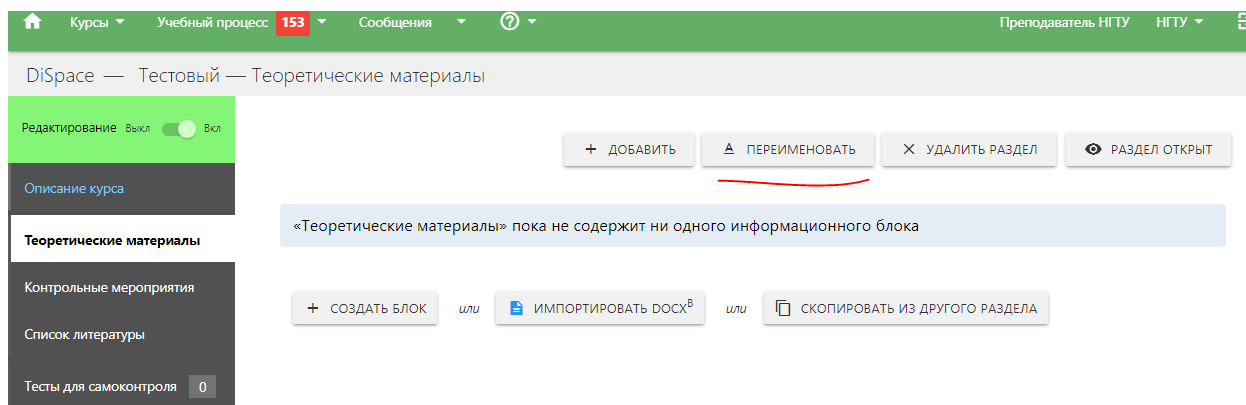 Курсы Учебный процесс 153 Сообщения ? Преподаватель НГТУ НГТУ
DiSpace — Тестовый — Теоретические материалы
Редактирование Выкл Вкл
+ ДОБАВИТЬ A ПЕРЕИМЕНОВАТЬ × УДАЛИТЬ РАЗДЕЛ РАЗДЕЛ ОТКРЫТ
Описание курса
«Теоретические материалы» пока не содержит ни одного информационного блока
Теоретические материалы
Контрольные мероприятия
+ СОЗДАТЬ БЛОК или ИМПОРТИРОВАТЬ DOCXᴮ или СКОПИРОВАТЬ ИЗ ДРУГОГО РАЗДЕЛА
Список литературы
Тесты для самоконтроля 0